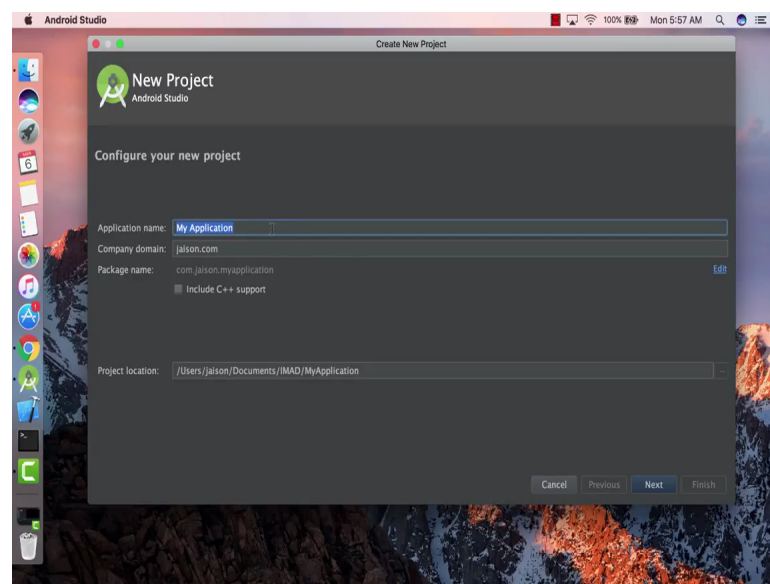 Android Studio 100% Mon 5:57 AM
Create New Project
New Project
Android Studio
6
Configure your new project
Application name: My Application
Company domain: jaison.com
Package name: com.jaison.myapplication Edit
Include C++ support
1
Project location: /Users/jaison/Documents/IMAD/MyApplication ...
Cancel Previous Next Finish